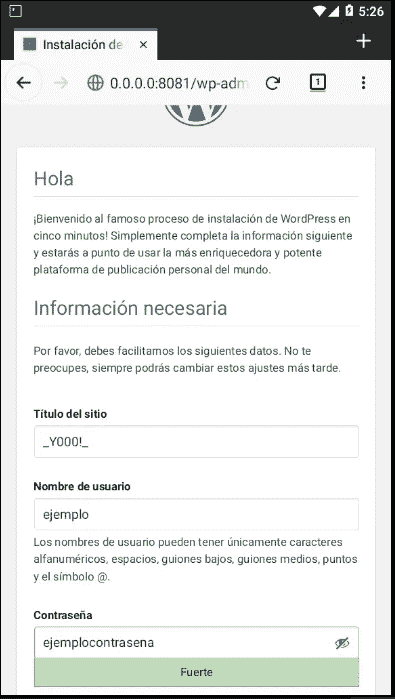 5:26
Instalación de
0.0.0.0:8081/wp-adm
1
Hola
¡Bienvenido al famoso proceso de instalación de WordPress en
cinco minutos! Simplemente completa la información siguiente
y estarás a punto de usar la más enriquecedora y potente
plataforma de publicación personal del mundo.
Información necesaria
Por favor, debes facilitarnos los siguientes datos. No te
preocupes, siempre podrás cambiar estos ajustes más tarde.
Título del sitio
_Y000!_
Nombre de usuario
ejemplo
Los nombres de usuario pueden tener únicamente caracteres
alfanuméricos, espacios, guiones bajos, guiones medios, puntos
y el símbolo @.
Contraseña
ejemplocontrasena
Fuerte